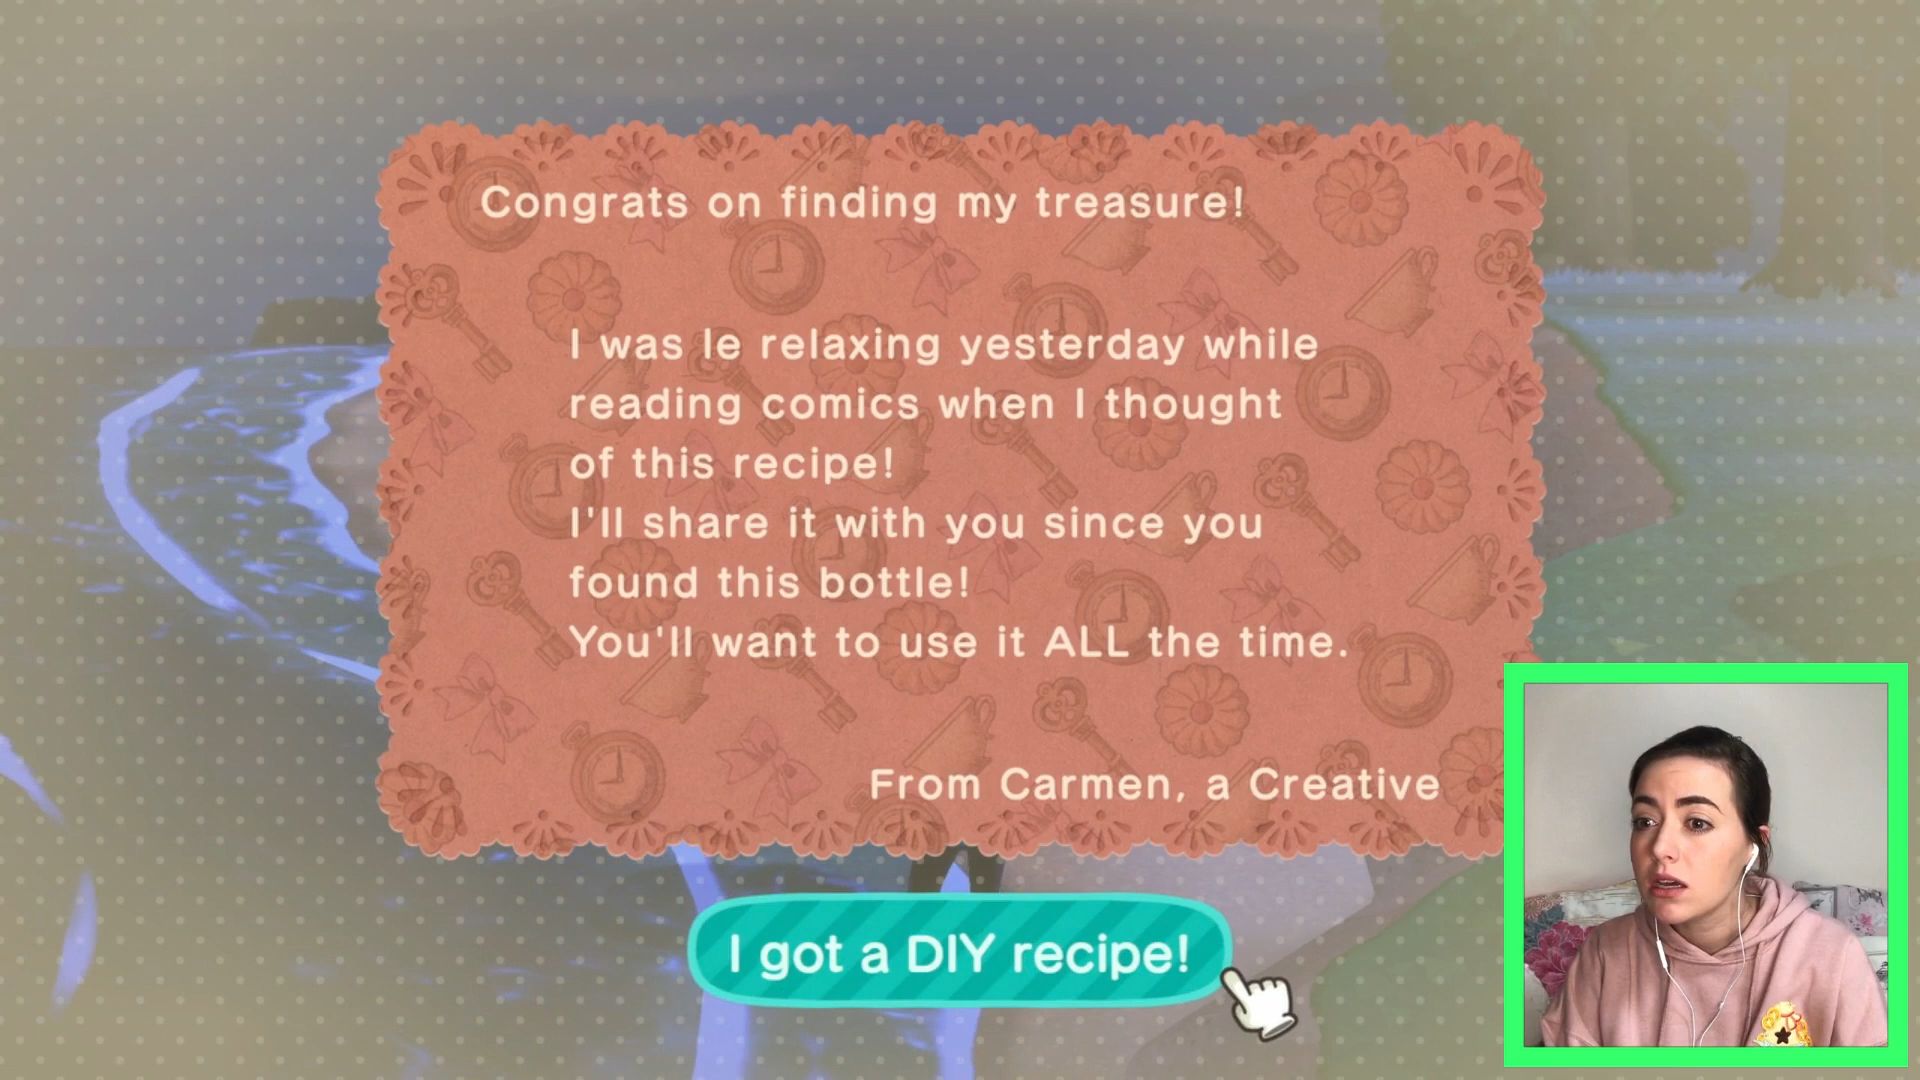 Congrats on finding my treasure!
I was le relaxing yesterday while
reading comics when I thought
of this recipe!
I'll share it with you since you
found this bottle!
You'll want to use it ALL the time.
From Carmen, a Creative
I got a DIY recipe!